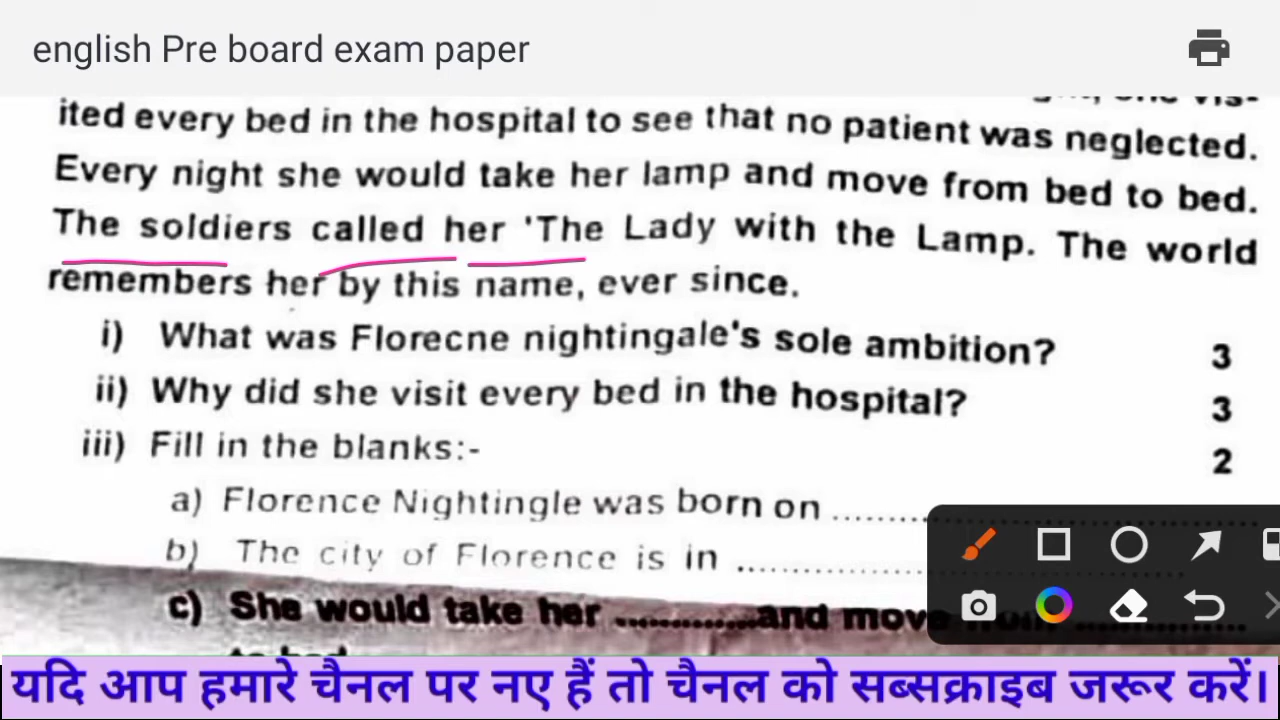 english Pre board exam paper
ited every bed in the hospital to see that no patient was neglected.
Every night she would take her lamp and move from bed to bed.
The soldiers called her 'The Lady with the Lamp. The world
remembers her by this name, ever since.
i) What was Florecne nightingale's sole ambition? 3
ii) Why did she visit every bed in the hospital? 3
iii) Fill in the blanks:- 2
a) Florence Nightingle was born on ..........
b) The city of Florence is in ....................
c) She would take her ............and move from ..............
यदि आप हमारे चैनल पर नए हैं तो चैनल को सब्सक्राइब जरूर करें।